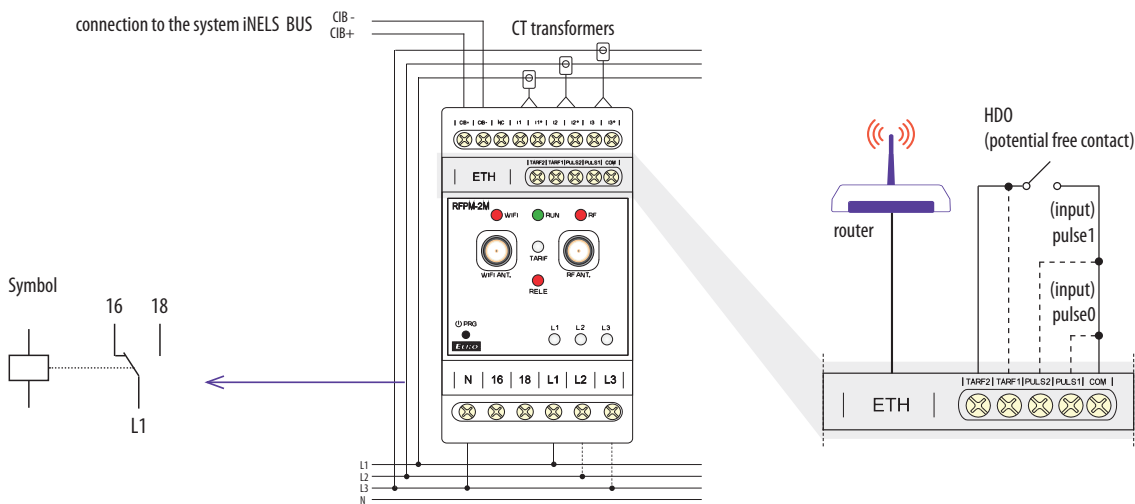 connection to the system iNELS BUS
CIB -
CIB+
CT transformers
| CIB+ | CIB- | NC | I1 | I1* | I2 | I2* | I3 | I3* |
| ETH |
| TARF2 | TARF1 | PULS2 | PULS1 | COM |
RFPM-2M
WIFI
RUN
RF
TARIF
WIFI ANT.
RF ANT.
RELE
PRG
L1 L2 L3
ELKO
| N | 16 | 18 | L1 | L2 | L3 |
L1
L2
L3
N
Symbol
16 18
L1
router
HDO
(potential free contact)
(input)
pulse1
(input)
pulse0
| ETH |
| TARF2 | TARF1 | PULS2 | PULS1 | COM |